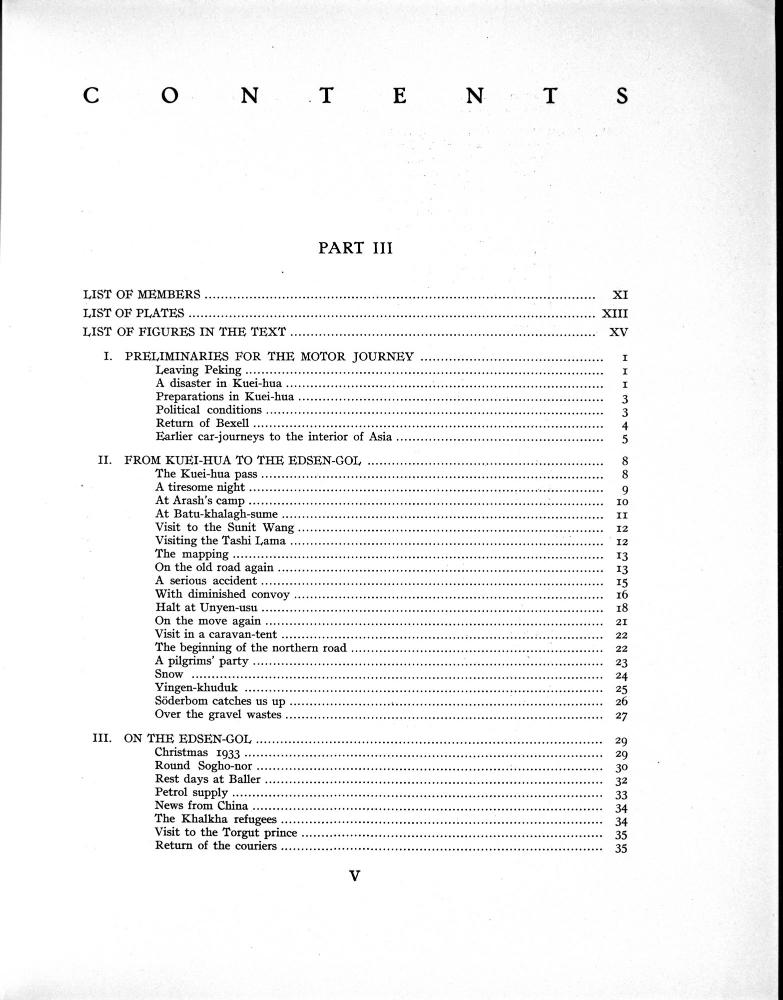 CONTENTS
PART III
LIST OF MEMBERS ........ XI
LIST OF PLATES ........ XIII
LIST OF FIGURES IN THE TEXT ........ XV
I. PRELIMINARIES FOR THE MOTOR JOURNEY ........ 1
Leaving Peking ........ 1
A disaster in Kuei-hua ........ 1
Preparations in Kuei-hua ........ 3
Political conditions ........ 3
Return of Bexell ........ 4
Earlier car-journeys to the interior of Asia ........ 5
II. FROM KUEI-HUA TO THE EDSEN-GOL ........ 8
The Kuei-hua pass ........ 8
A tiresome night ........ 9
At Arash's camp ........ 10
At Batu-khalagh-sume ........ 11
Visit to the Sunit Wang ........ 12
Visiting the Tashi Lama ........ 12
The mapping ........ 13
On the old road again ........ 13
A serious accident ........ 15
With diminished convoy ........ 16
Halt at Unyen-usu ........ 18
On the move again ........ 21
Visit in a caravan-tent ........ 22
The beginning of the northern road ........ 22
A pilgrims' party ........ 23
Snow ........ 24
Yingen-khuduk ........ 25
Söderbom catches us up ........ 26
Over the gravel wastes ........ 27
III. ON THE EDSEN-GOL ........ 29
Christmas 1933 ........ 29
Round Sogho-nor ........ 30
Rest days at Baller ........ 32
Petrol supply ........ 33
News from China ........ 34
The Khalkha refugees ........ 34
Visit to the Torgut prince ........ 35
Return of the couriers ........ 35
V